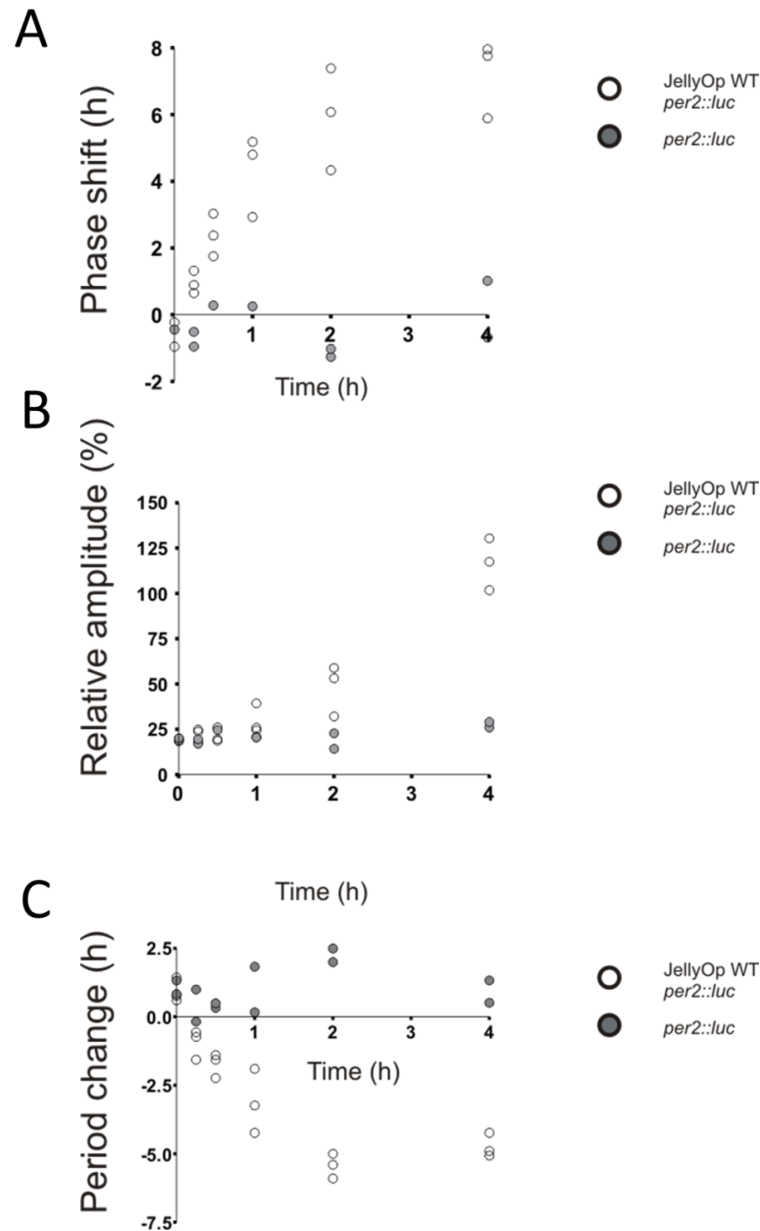 A
Phase shift (h)
8
6
4
2
0
-2
1
2
3
4
Time (h)
JellyOp WT
per2::luc
per2::luc
B
Relative amplitude (%)
150
125
100
75
50
25
0
0
1
2
3
4
Time (h)
JellyOp WT
per2::luc
per2::luc
C
Period change (h)
2.5
0.0
-2.5
-5.0
-7.5
1
2
3
4
Time (h)
JellyOp WT
per2::luc
per2::luc